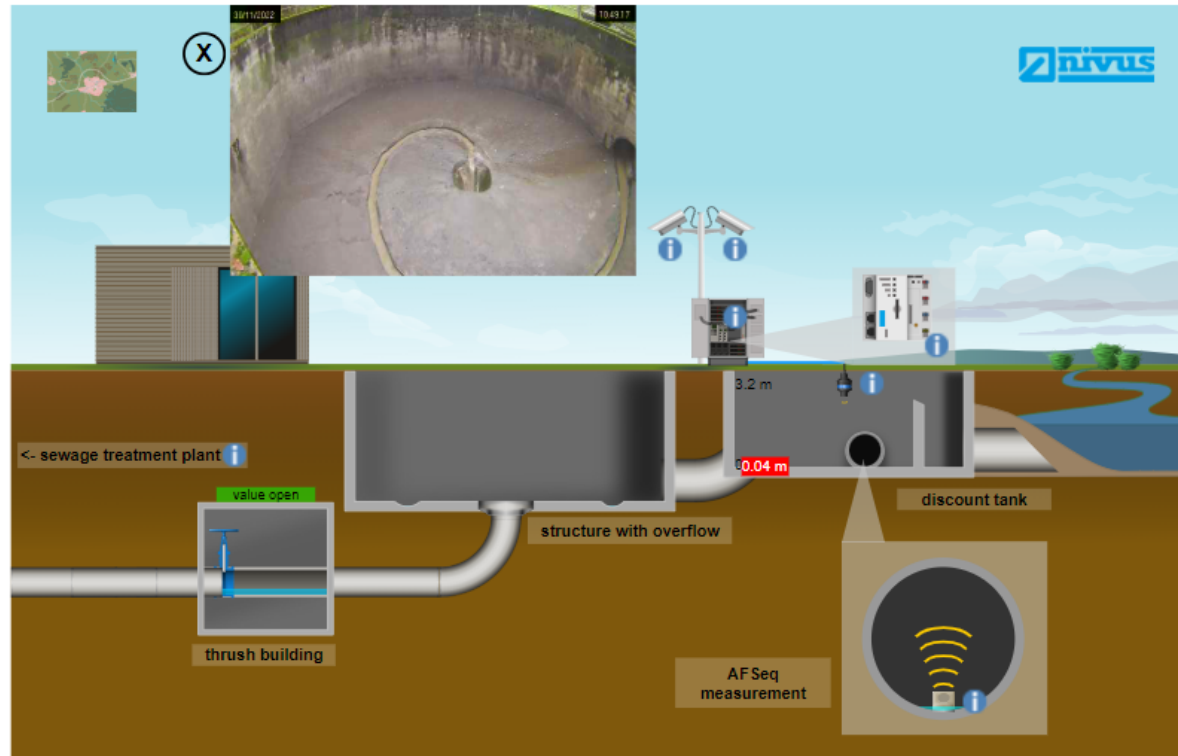 30/11/2022
10:49:17
X
nivus
3.2 m
0.04 m
<- sewage treatment plant
value open
structure with overflow
discount tank
thrush building
AFSeq
measurement